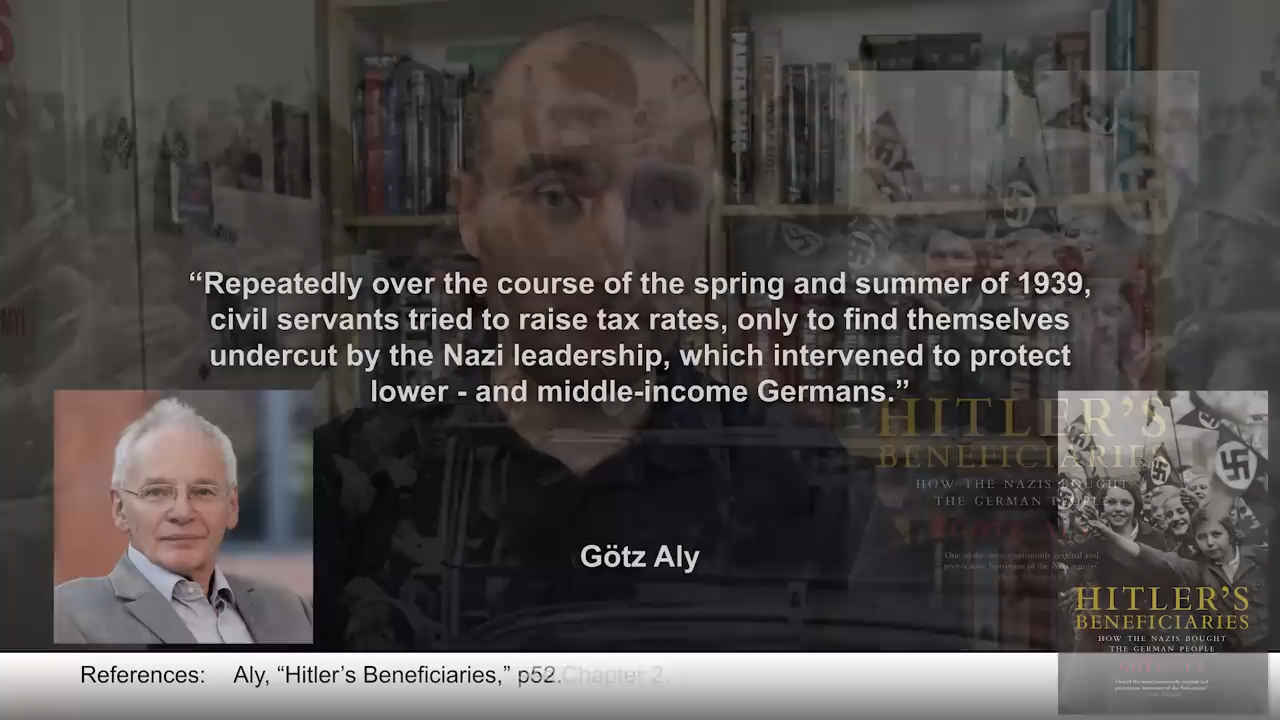 “Repeatedly over the course of the spring and summer of 1939,
civil servants tried to raise tax rates, only to find themselves
undercut by the Nazi leadership, which intervened to protect
lower - and middle-income Germans.”
HITLER’S
BENEFICIARIES
HOW THE NAZIS BOUGHT
THE GERMAN PEOPLE
Götz Aly
HITLER’S
BENEFICIARIES
HOW THE NAZIS BOUGHT
THE GERMAN PEOPLE
References: Aly, “Hitler’s Beneficiaries,” p52. Chapter 2.